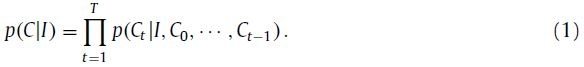 p(C|I) = ∏_{t=1}^{T} p(C_t|I, C_0, ⋯ , C_{t−1}) . (1)